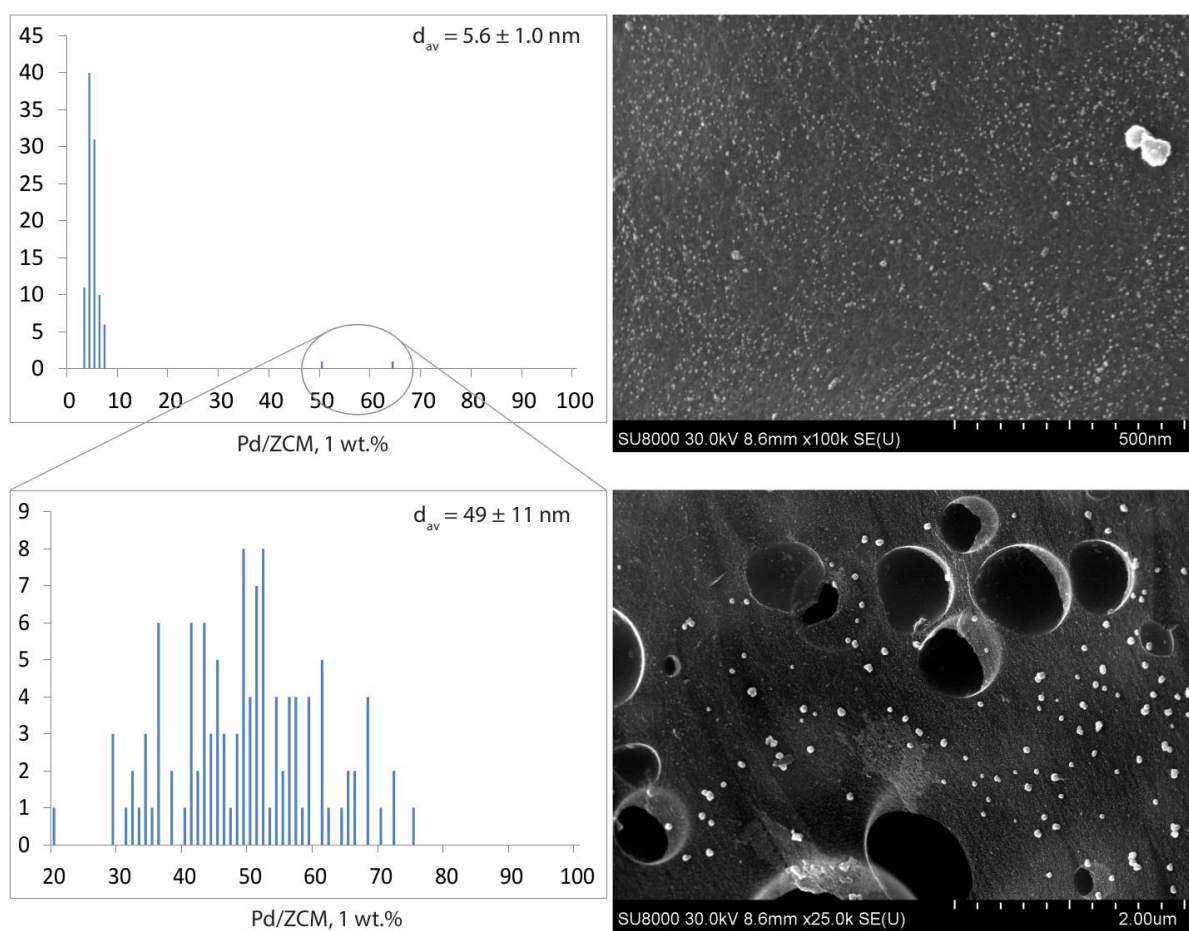 45
40
35
30
25
20
15
10
5
0
d_av = 5.6 ± 1.0 nm
0 10 20 30 40 50 60 70 80 90 100
Pd/ZCM, 1 wt.%
SU8000 30.0kV 8.6mm x100k SE(U) 500nm
9
8
7
6
5
4
3
2
1
0
d_av = 49 ± 11 nm
20 30 40 50 60 70 80 90 100
Pd/ZCM, 1 wt.%
SU8000 30.0kV 8.6mm x25.0k SE(U) 2.00um